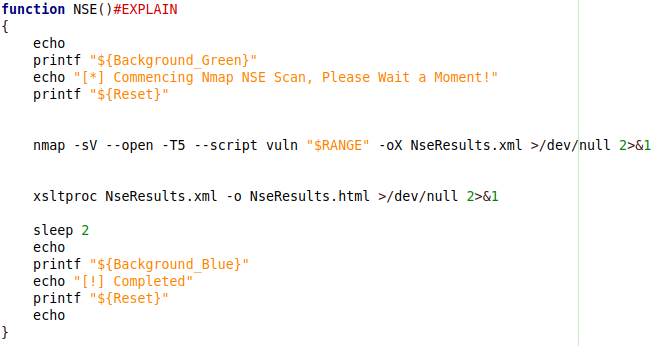 function NSE()#EXPLAIN
{
    echo
    printf "${Background_Green}"
    echo "[*] Commencing Nmap NSE Scan, Please Wait a Moment!"
    printf "${Reset}"
    nmap -sV --open -T5 --script vuln "$RANGE" -oX NseResults.xml >/dev/null 2>&1
    xsltproc NseResults.xml -o NseResults.html >/dev/null 2>&1
    sleep 2
    echo
    printf "${Background_Blue}"
    echo "[!] Completed"
    printf "${Reset}"
    echo
}